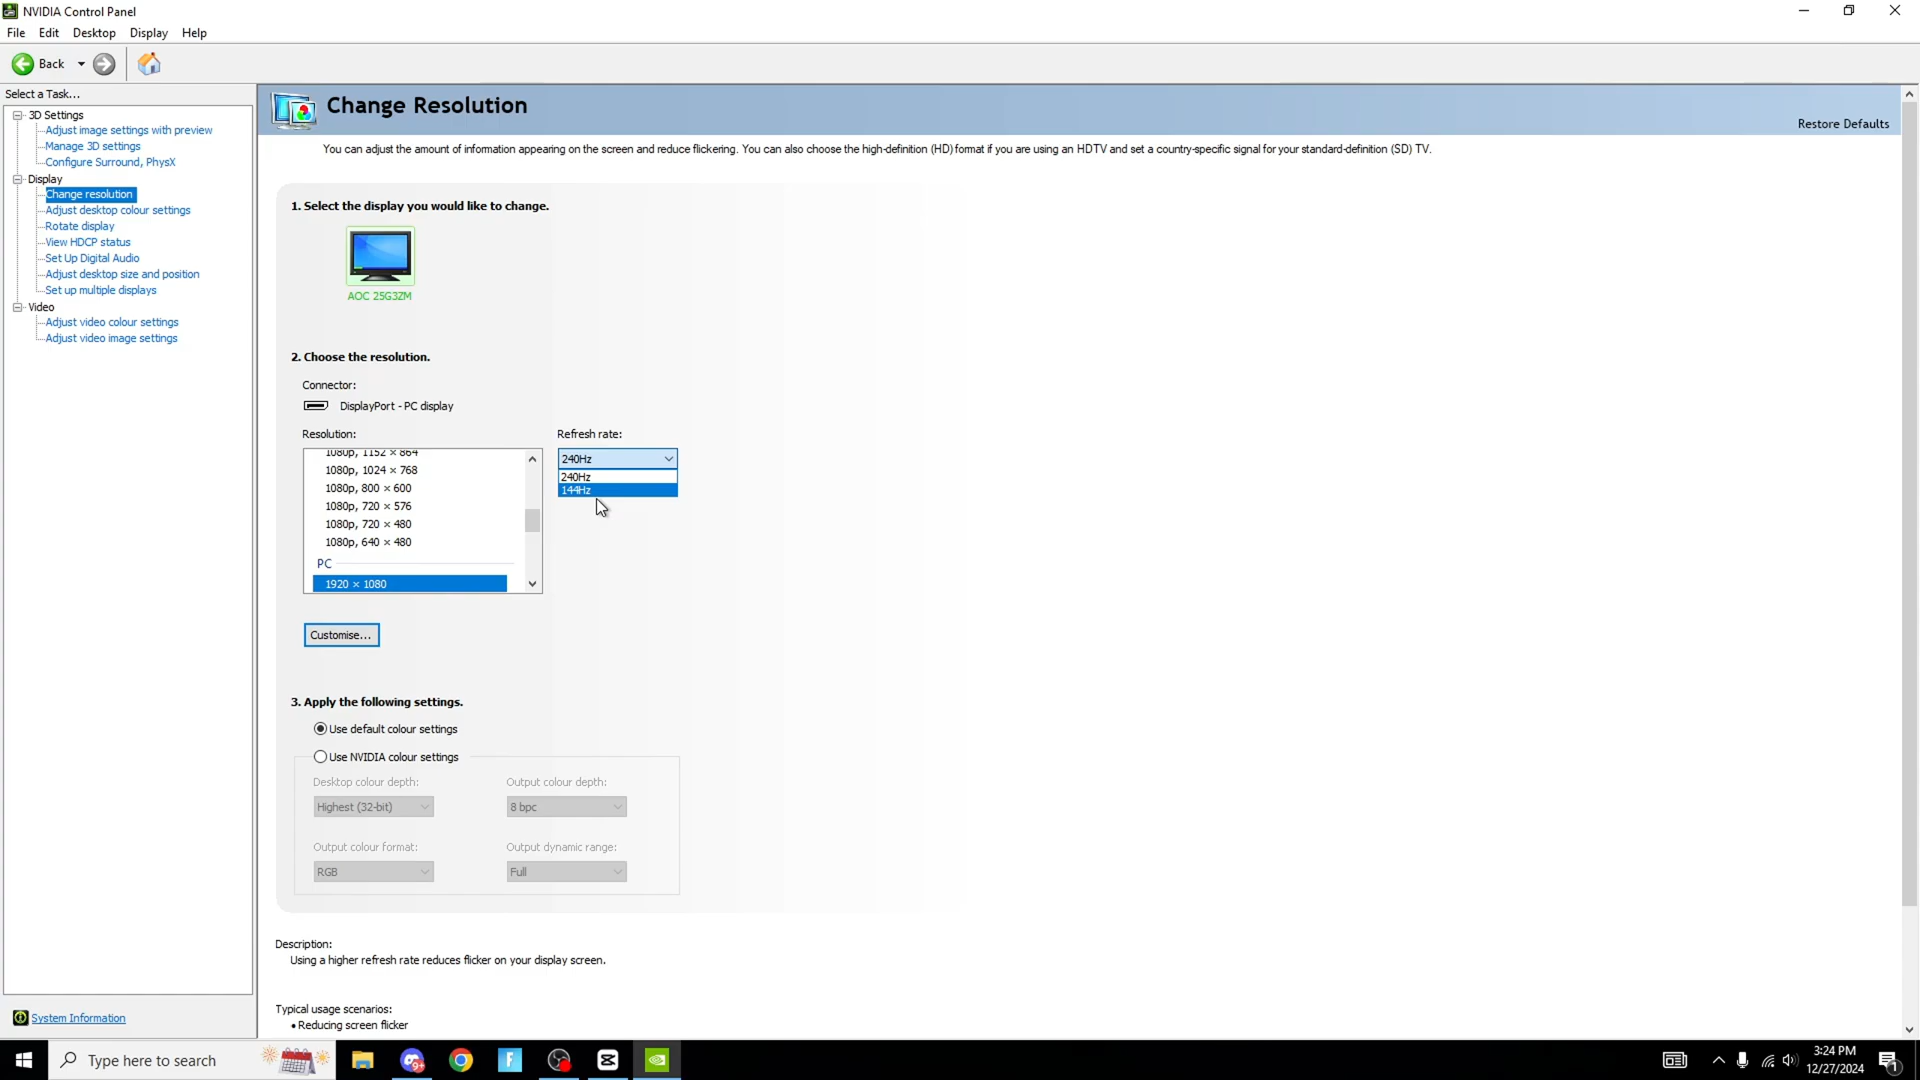 NVIDIA Control Panel
File Edit Desktop Display Help
Back
Select a Task...
3D Settings
Adjust image settings with preview
Manage 3D settings
Configure Surround, PhysX
Display
Change resolution
Adjust desktop colour settings
Rotate display
View HDCP status
Set Up Digital Audio
Adjust desktop size and position
Set up multiple displays
Video
Adjust video colour settings
Adjust video image settings
System Information
Change Resolution
Restore Defaults
You can adjust the amount of information appearing on the screen and reduce flickering. You can also choose the high-definition (HD) format if you are using an HDTV and set a country-specific signal for your standard-definition (SD) TV.
1. Select the display you would like to change.
AOC 25G3ZM
2. Choose the resolution.
Connector:
DisplayPort - PC display
Resolution:
1080p, 1152 × 864
1080p, 1024 × 768
1080p, 800 × 600
1080p, 720 × 576
1080p, 720 × 480
1080p, 640 × 480
PC
1920 × 1080
Refresh rate:
240Hz
240Hz
144Hz
Customise...
3. Apply the following settings.
Use default colour settings
Use NVIDIA colour settings
Desktop colour depth:
Highest (32-bit)
Output colour depth:
8 bpc
Output colour format:
RGB
Output dynamic range:
Full
Description:
Using a higher refresh rate reduces flicker on your display screen.
Typical usage scenarios:
• Reducing screen flicker
Type here to search
9+
3:24 PM
12/27/2024
1